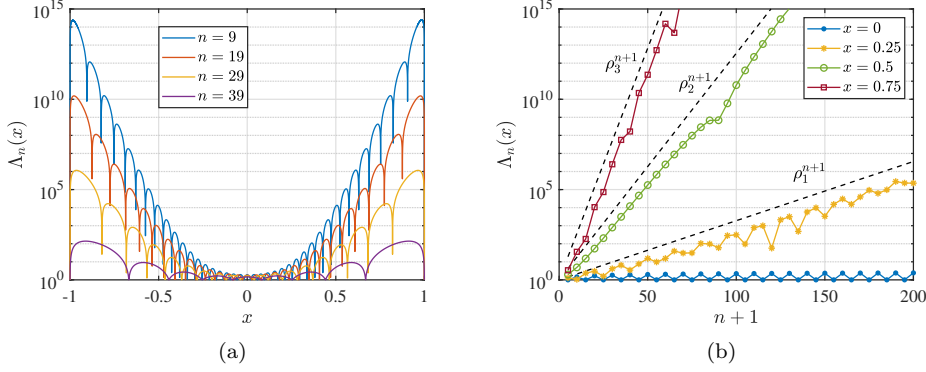 10^15
10^10
10^5
10^0
Λ_n(x)
n = 9
n = 19
n = 29
n = 39
-1
-0.5
0
0.5
1
x
(a)
10^15
10^10
10^5
10^0
Λ_n(x)
ρ_3^{n+1}
ρ_2^{n+1}
ρ_1^{n+1}
x = 0
x = 0.25
x = 0.5
x = 0.75
0
50
100
150
200
n + 1
(b)